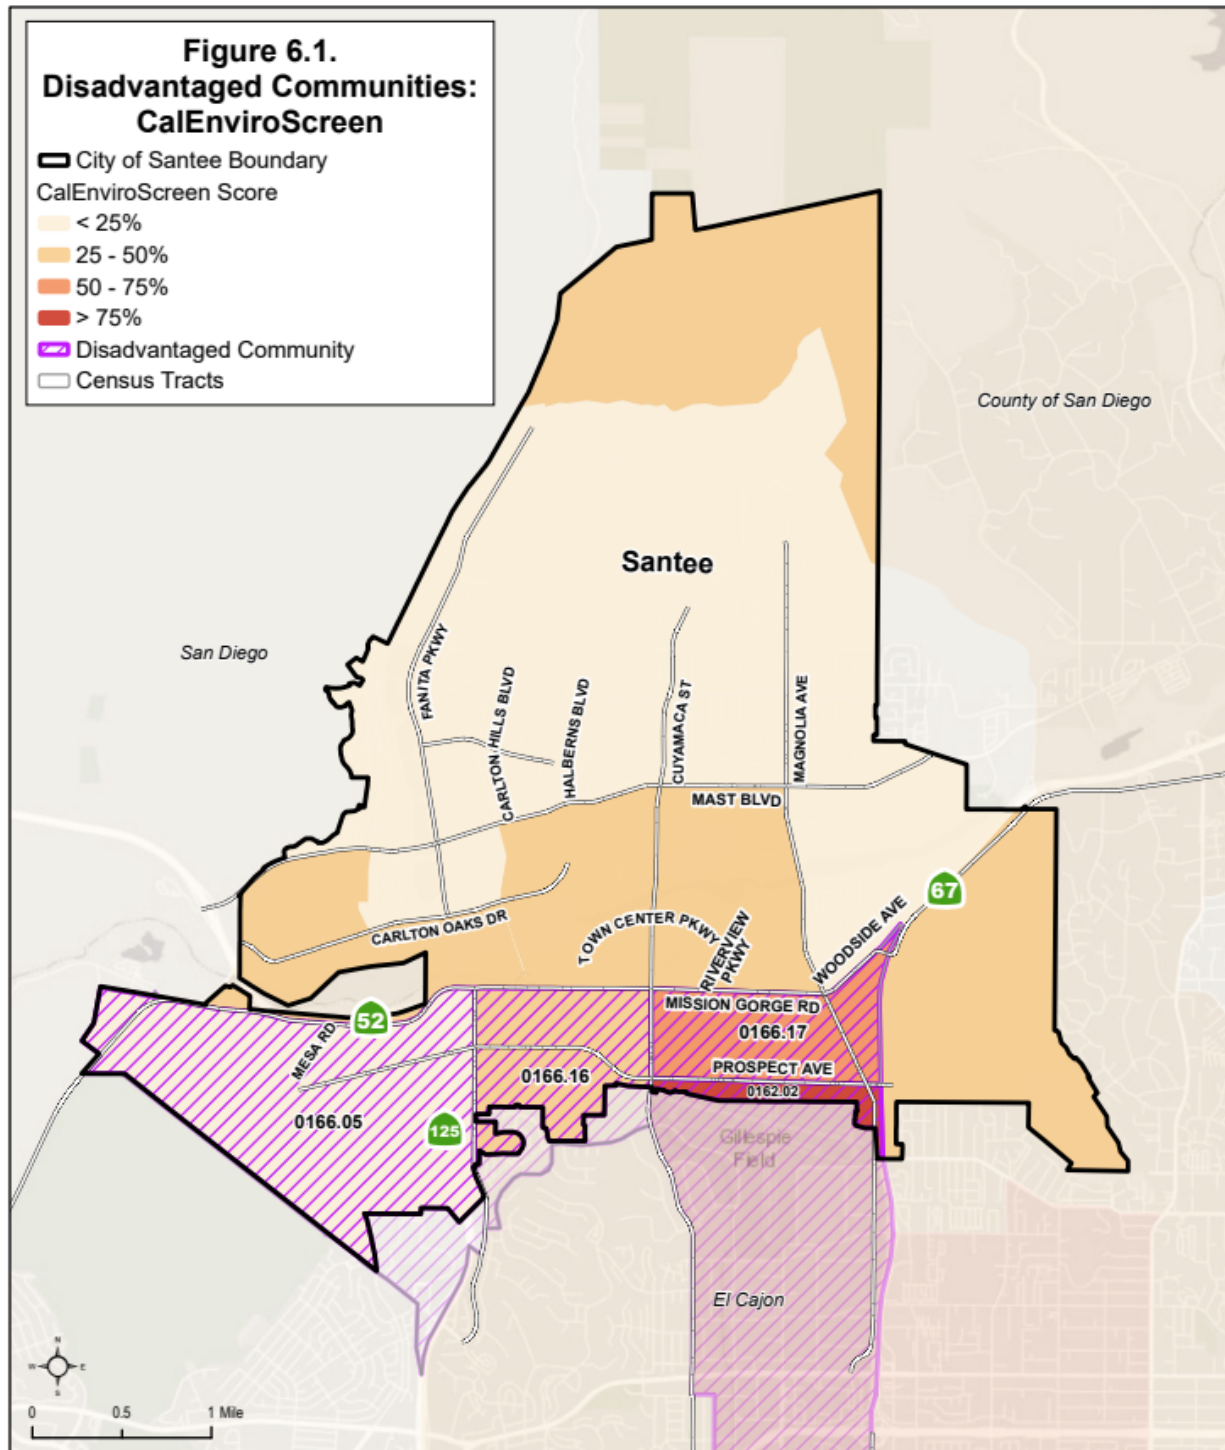 Figure 6.1.
Disadvantaged Communities:
CalEnviroScreen
City of Santee Boundary
CalEnviroScreen Score
< 25%
25 - 50%
50 - 75%
> 75%
Disadvantaged Community
Census Tracts
County of San Diego
Santee
San Diego
FANITA PKWY
CARLTON HILLS BLVD
HALBERNS BLVD
CUYAMACA ST
MAGNOLIA AVE
MAST BLVD
67
CARLTON OAKS DR
TOWN CENTER PKWY
RIVERVIEW
PKWY
WOODSIDE AVE
52
MISSION GORGE RD
MESA RD
0166.17
PROSPECT AVE
0166.16
0162.02
0166.05
125
Gillespie
Field
El Cajon
N
W
E
S
0
0.5
1 Mile